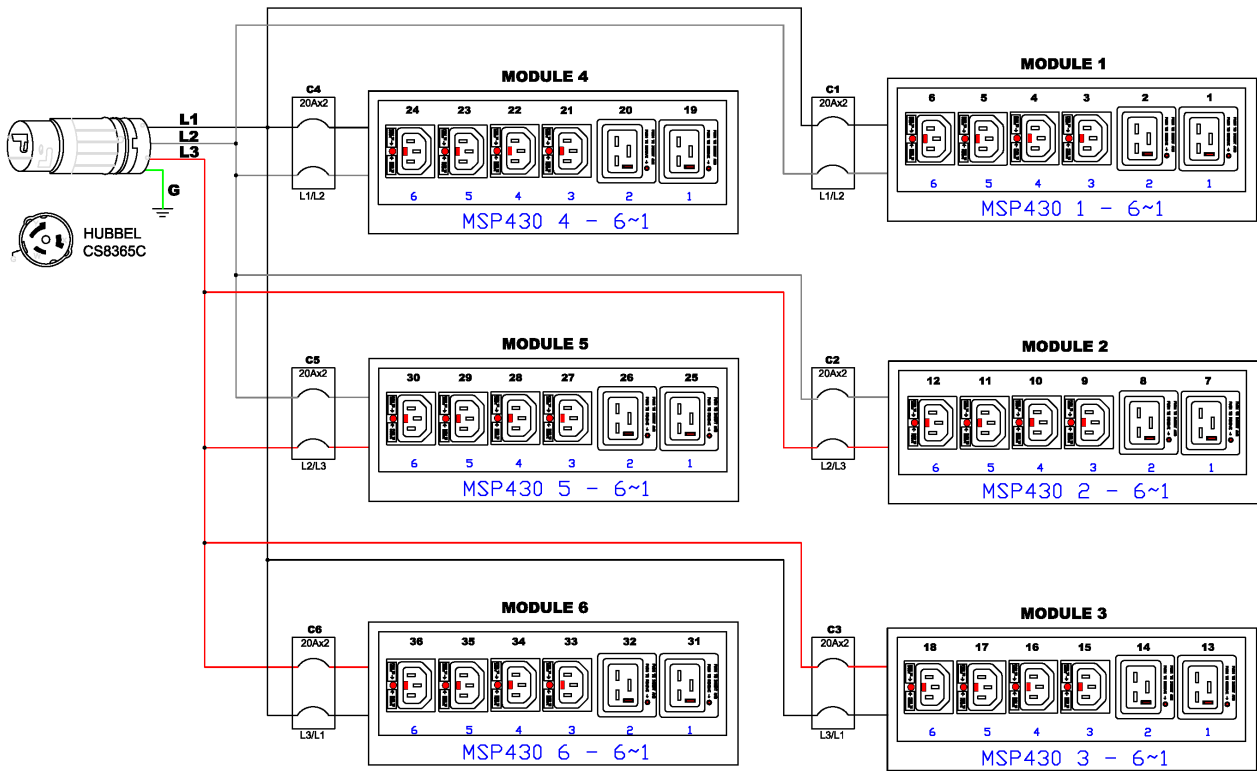 MODULE 4
C4
20Ax2
24 23 22 21 20 19
6 5 4 3 2 1
L1/L2
MSP430 4 - 6~1
MODULE 1
C1
20Ax2
6 5 4 3 2 1
6 5 4 3 2 1
L1/L2
MSP430 1 - 6~1
L1
L2
L3
G
HUBBEL
CS8365C
MODULE 5
C5
20Ax2
30 29 28 27 26 25
6 5 4 3 2 1
L2/L3
MSP430 5 - 6~1
MODULE 2
C2
20Ax2
12 11 10 9 8 7
6 5 4 3 2 1
L2/L3
MSP430 2 - 6~1
MODULE 6
C6
20Ax2
36 35 34 33 32 31
6 5 4 3 2 1
L3/L1
MSP430 6 - 6~1
MODULE 3
C3
20Ax2
18 17 16 15 14 13
6 5 4 3 2 1
L3/L1
MSP430 3 - 6~1